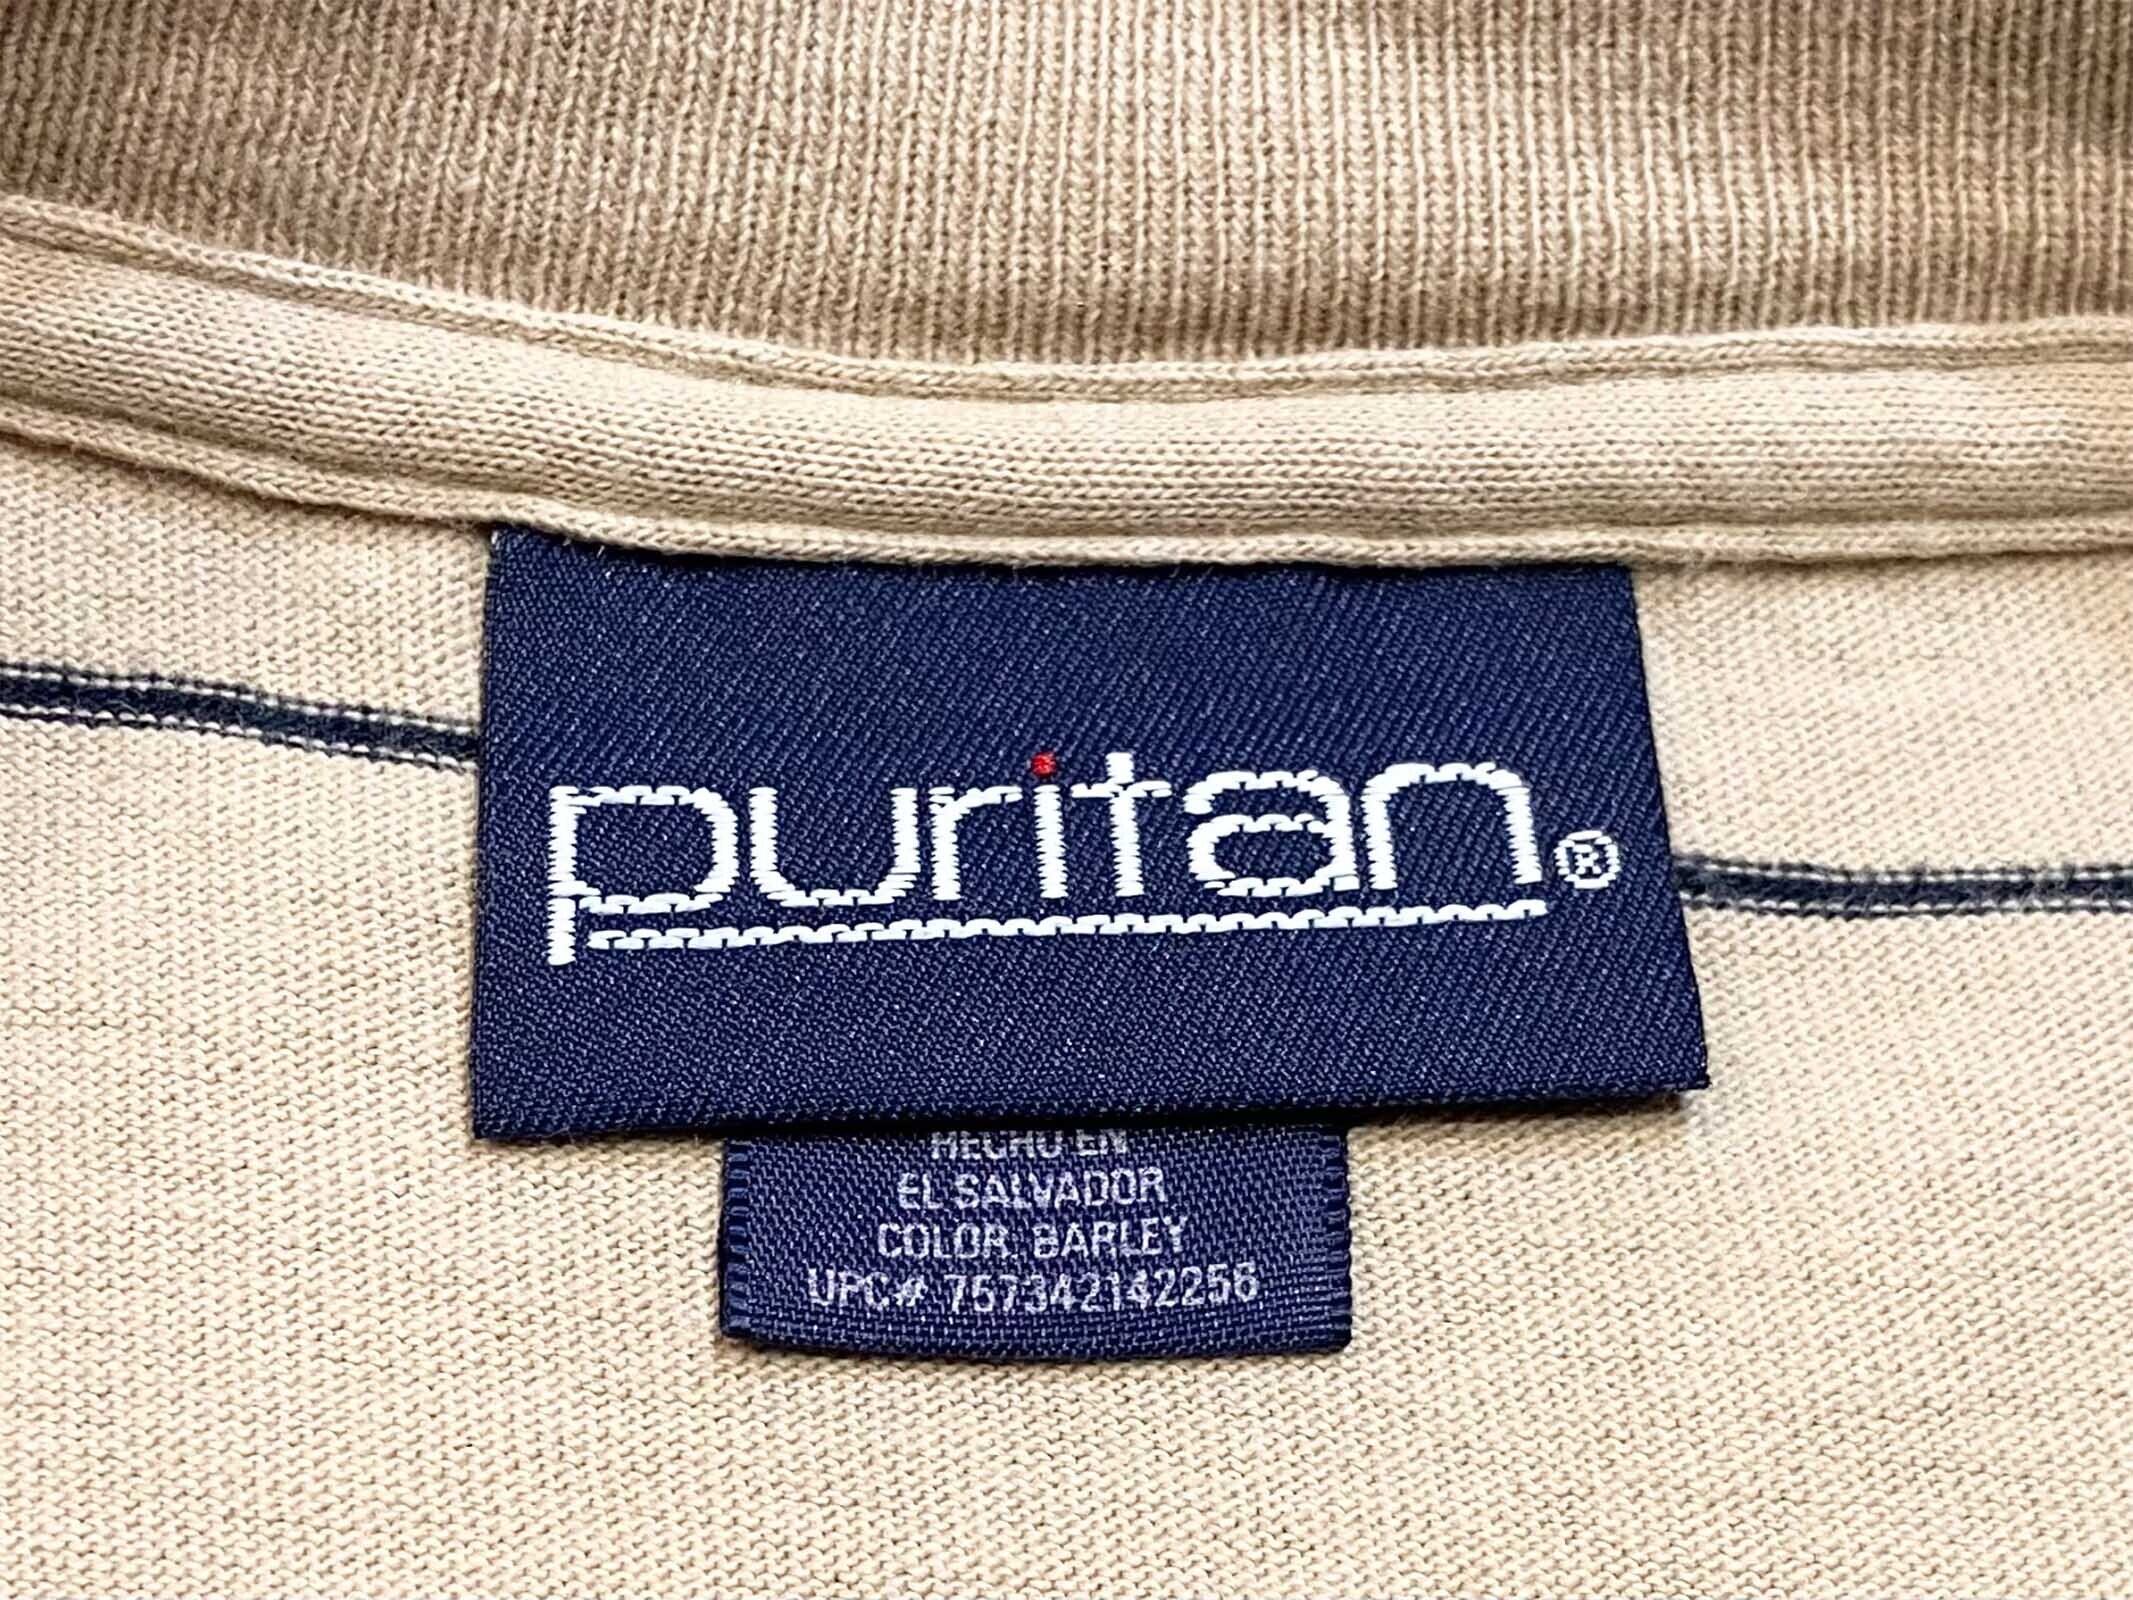 puritan®
HECHO EN
EL SALVADOR
COLOR: BARLEY
UPC# 757342142256